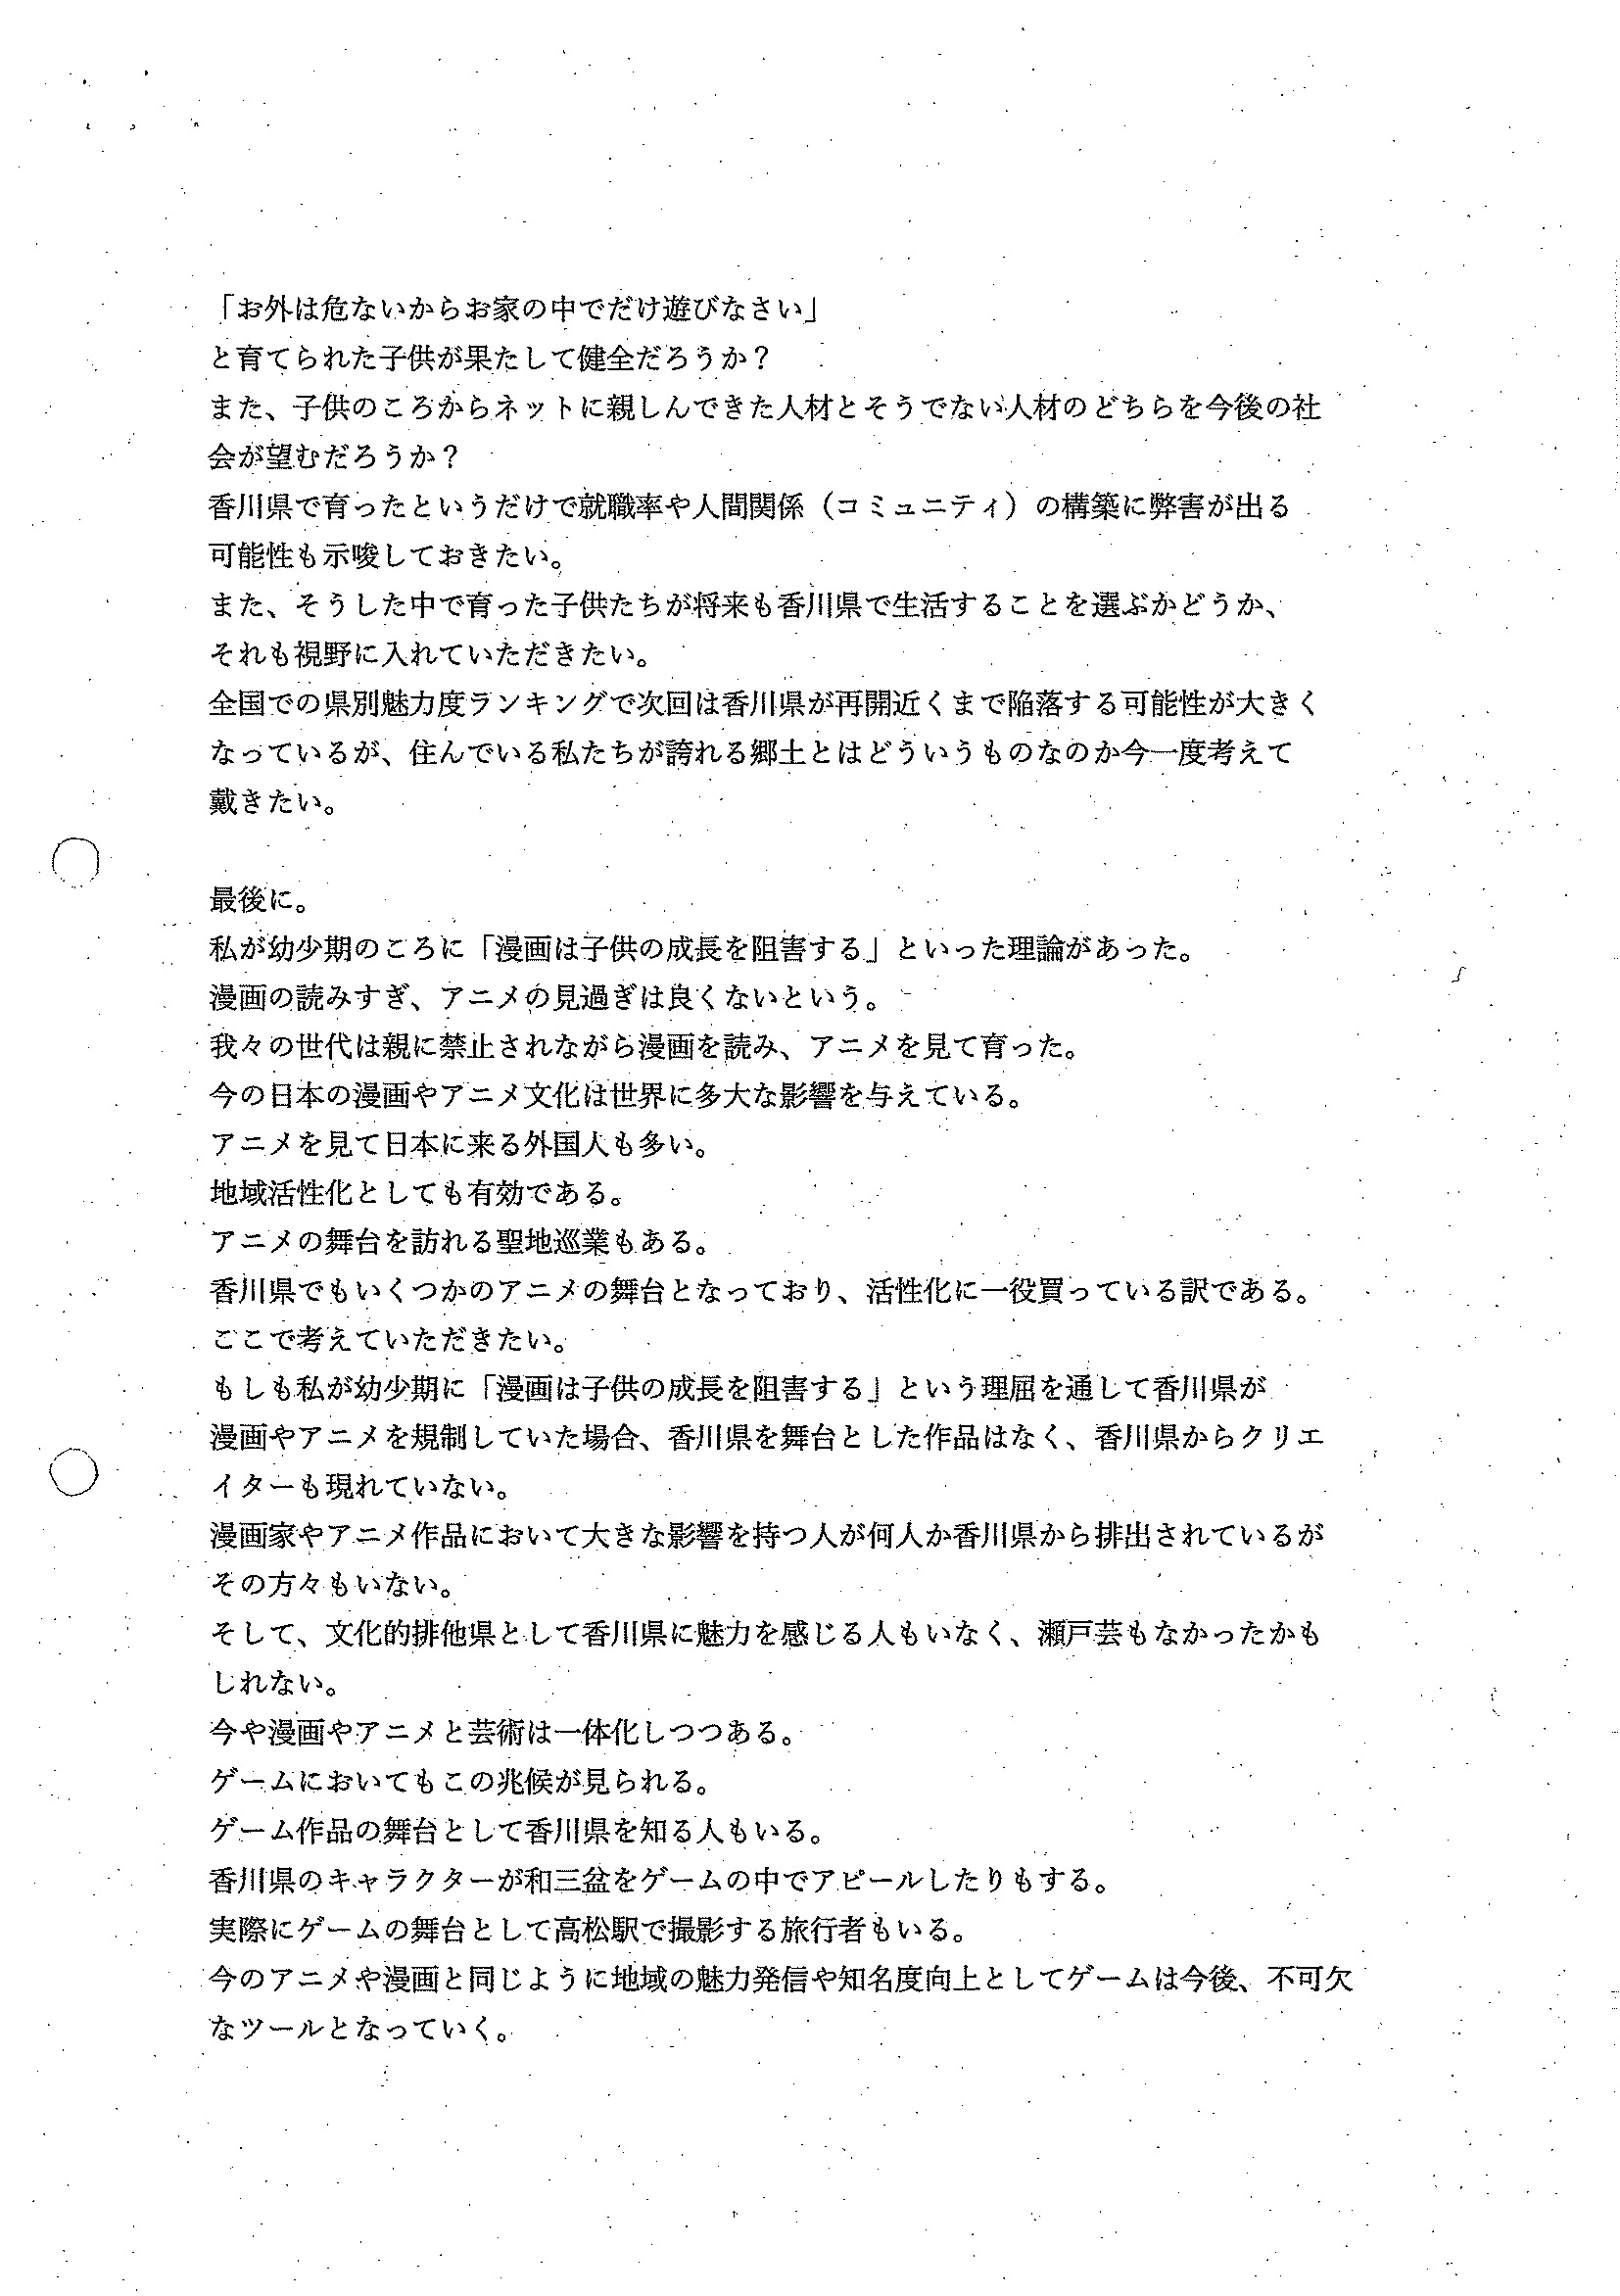 「お外は危ないからお家の中でだけ遊びなさい」
と育てられた子供が果たして健全だろうか？
また、子供のころからネットに親しんできた人材とそうでない人材のどちらを今後の社
会が望むだろうか？
香川県で育ったというだけで就職率や人間関係（コミュニティ）の構築に弊害が出る
可能性も示唆しておきたい。
また、そうした中で育った子供たちが将来も香川県で生活することを選ぶかどうか、
それも視野に入れていただきたい。
全国での県別魅力度ランキングで次回は香川県が再開近くまで陥落する可能性が大きく
なっているが、住んでいる私たちが誇れる郷土とはどういうものなのか今一度考えて
戴きたい。
最後に。
私が幼少期のころに「漫画は子供の成長を阻害する」といった理論があった。
漫画の読みすぎ、アニメの見過ぎは良くないという。
我々の世代は親に禁止されながら漫画を読み、アニメを見て育った。
今の日本の漫画やアニメ文化は世界に多大な影響を与えている。
アニメを見て日本に来る外国人も多い。
地域活性化としても有効である。
アニメの舞台を訪れる聖地巡業もある。
香川県でもいくつかのアニメの舞台となっており、活性化に一役買っている訳である。
ここで考えていただきたい。
もしも私が幼少期に「漫画は子供の成長を阻害する」という理屈を通して香川県が
漫画やアニメを規制していた場合、香川県を舞台とした作品はなく、香川県からクリエ
イターも現れていない。
漫画家やアニメ作品において大きな影響を持つ人が何人か香川県から排出されているが
その方々もいない。
そして、文化的排他県として香川県に魅力を感じる人もいなく、瀬戸芸もなかったかも
しれない。
今や漫画やアニメと芸術は一体化しつつある。
ゲームにおいてもこの兆候が見られる。
ゲーム作品の舞台として香川県を知る人もいる。
香川県のキャラクターが和三盆をゲームの中でアピールしたりもする。
実際にゲームの舞台として高松駅で撮影する旅行者もいる。
今のアニメや漫画と同じように地域の魅力発信や知名度向上としてゲームは今後、不可欠
なツールとなっていく。